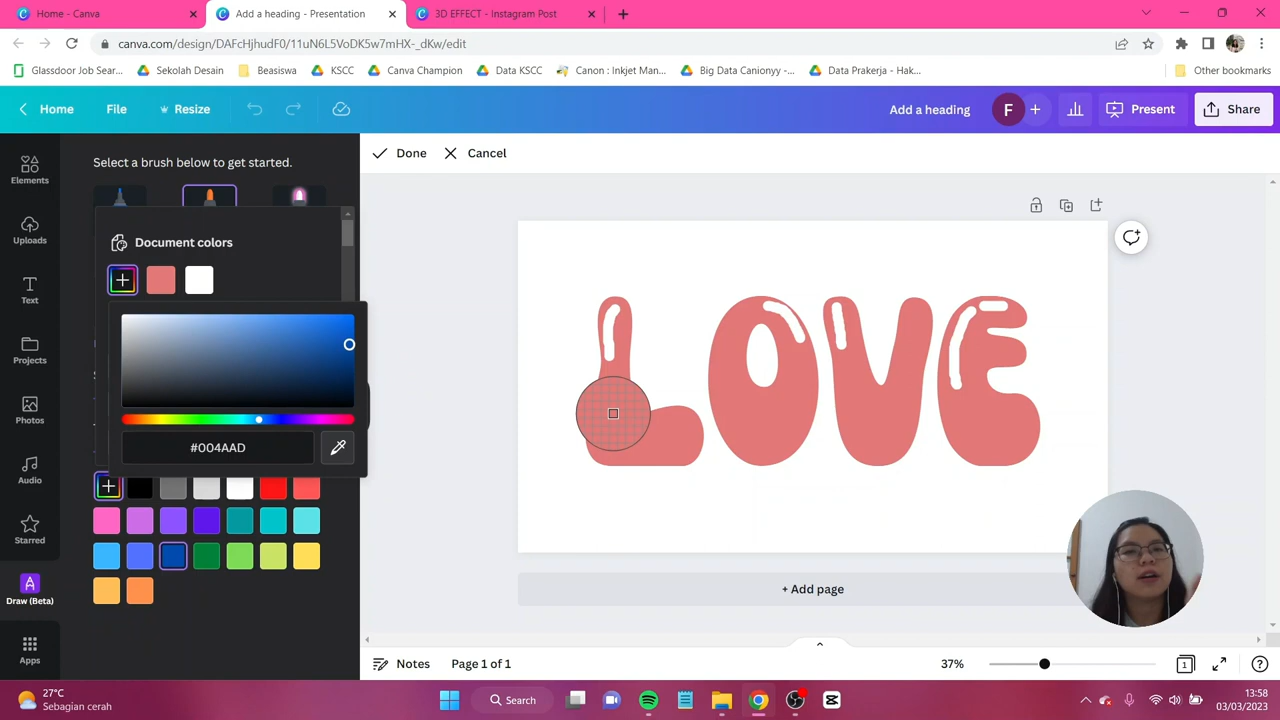 Home - Canva
Add a heading - Presentation
3D EFFECT - Instagram Post
canva.com/design/DAFcHjhudF0/11uN6L5VoDK5w7mHX-_dKw/edit
Glassdoor Job Sear...
Sekolah Desain
Beasiswa
KSCC
Canva Champion
Data KSCC
Canon : Inkjet Man...
Big Data Canionyy -...
Data Prakerja - Hak...
Other bookmarks
Home
File
Resize
Add a heading
F
Present
Share
Elements
Uploads
Text
Projects
Photos
Audio
Starred
Draw (Beta)
Apps
Select a brush below to get started.
Document colors
#004AAD
Done
Cancel
LOVE
+ Add page
Notes
Page 1 of 1
37%
1
27°C
Sebagian cerah
Search
13:58
03/03/2023